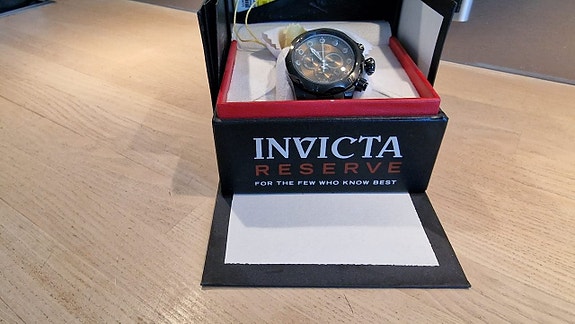 INVICTA
RESERVE
FOR THE FEW WHO KNOW BEST